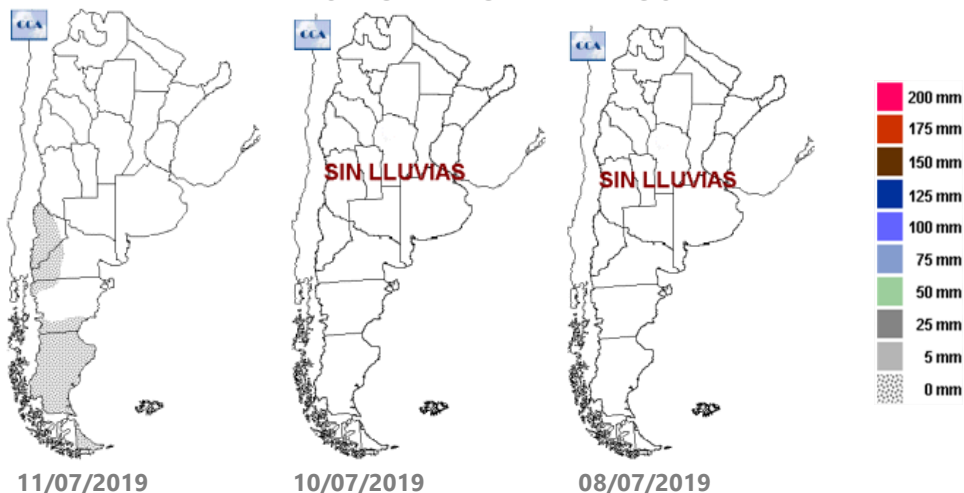 CCA
CCA
CCA
SIN LLUVIAS
SIN LLUVIAS
200 mm
175 mm
150 mm
125 mm
100 mm
75 mm
50 mm
25 mm
5 mm
0 mm
11/07/2019
10/07/2019
08/07/2019